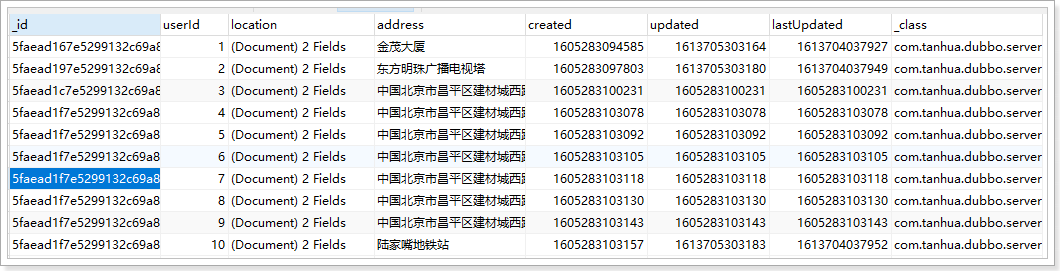 _id userId location address created updated lastUpdated _class
5faead167e5299132c69a8 1 (Document) 2 Fields 金茂大厦 1605283094585 1613705303164 1613704037927 com.tanhua.dubbo.server
5faead197e5299132c69a8 2 (Document) 2 Fields 东方明珠广播电视塔 1605283097803 1613705303180 1613704037949 com.tanhua.dubbo.server
5faead1c7e5299132c69a8 3 (Document) 2 Fields 中国北京市昌平区建材城西路 1605283100231 1605283100231 1605283100231 com.tanhua.dubbo.server
5faead1f7e5299132c69a8 4 (Document) 2 Fields 中国北京市昌平区建材城西路 1605283103078 1605283103078 1605283103078 com.tanhua.dubbo.server
5faead1f7e5299132c69a8 5 (Document) 2 Fields 中国北京市昌平区建材城西路 1605283103092 1605283103092 1605283103092 com.tanhua.dubbo.server
5faead1f7e5299132c69a8 6 (Document) 2 Fields 中国北京市昌平区建材城西路 1605283103105 1605283103105 1605283103105 com.tanhua.dubbo.server
5faead1f7e5299132c69a8 7 (Document) 2 Fields 中国北京市昌平区建材城西路 1605283103118 1605283103118 1605283103118 com.tanhua.dubbo.server
5faead1f7e5299132c69a8 8 (Document) 2 Fields 中国北京市昌平区建材城西路 1605283103130 1605283103130 1605283103130 com.tanhua.dubbo.server
5faead1f7e5299132c69a8 9 (Document) 2 Fields 中国北京市昌平区建材城西路 1605283103143 1605283103143 1605283103143 com.tanhua.dubbo.server
5faead1f7e5299132c69a8 10 (Document) 2 Fields 陆家嘴地铁站 1605283103157 1613705303183 1613704037952 com.tanhua.dubbo.server